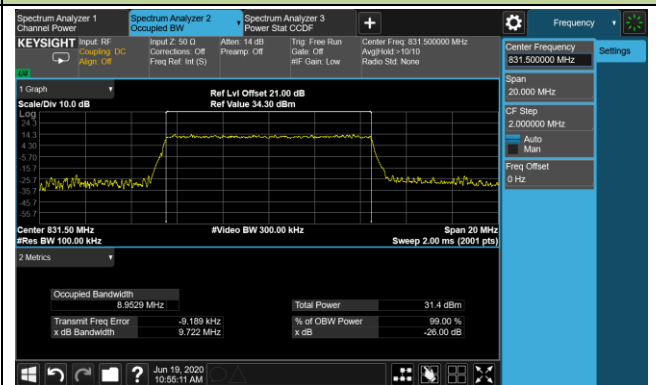 Spectrum Analyzer 1
Channel Power
Spectrum Analyzer 2
Occupied BW
Spectrum Analyzer 3
Power Stat CCDF
+
Frequency
KEYSIGHT
Input: RF
Coupling: DC
Align: Off
Input Z: 50 Ω
Corrections: Off
Freq Ref: Int (S)
Atten: 14 dB
Preamp: Off
Trig: Free Run
Gate: Off
#IF Gain: Low
Center Freq: 831.500000 MHz
Avg|Hold:>10/10
Radio Std: None
Center Frequency
831.500000 MHz
Settings
Span
20.000 MHz
CF Step
2.000000 MHz
Auto
Man
Freq Offset
0 Hz
1 Graph
Scale/Div 10.0 dB
Ref Lvl Offset 21.00 dB
Ref Value 34.30 dBm
Log
24.3
14.3
4.30
-5.70
-15.7
-25.7
-35.7
-45.7
-55.7
Center 831.50 MHz
#Res BW 100.00 kHz
#Video BW 300.00 kHz
Span 20 MHz
Sweep 2.00 ms (2001 pts)
2 Metrics
Occupied Bandwidth
8.9529 MHz
Total Power 31.4 dBm
Transmit Freq Error -9.189 kHz
% of OBW Power 99.00 %
x dB Bandwidth 9.722 MHz
x dB -26.00 dB
?
Jun 19, 2020
10:55:11 AM